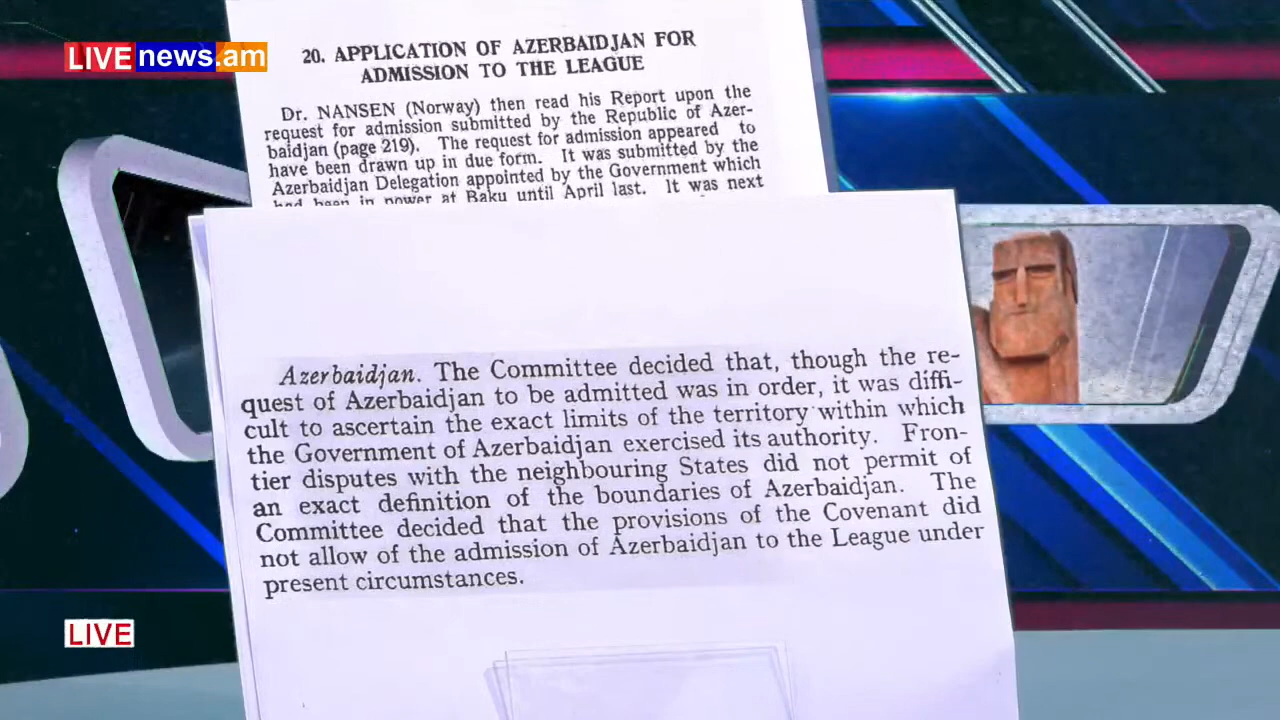 LIVEnews.am
20. APPLICATION OF AZERBAIDJAN FOR
ADMISSION TO THE LEAGUE
Dr. NANSEN (Norway) then read his Report upon the
request for admission submitted by the Republic of Azer-
baidjan (page 219). The request for admission appeared to
have been drawn up in due form. It was submitted by the
Azerbaidjan Delegation appointed by the Government which
had been in power at Baku until April last. It was next
Azerbaidjan. The Committee decided that, though the re-
quest of Azerbaidjan to be admitted was in order, it was diffi-
cult to ascertain the exact limits of the territory within which
the Government of Azerbaidjan exercised its authority. Fron-
tier disputes with the neighbouring States did not permit of
an exact definition of the boundaries of Azerbaidjan. The
Committee decided that the provisions of the Covenant did
not allow of the admission of Azerbaidjan to the League under
present circumstances.
LIVE